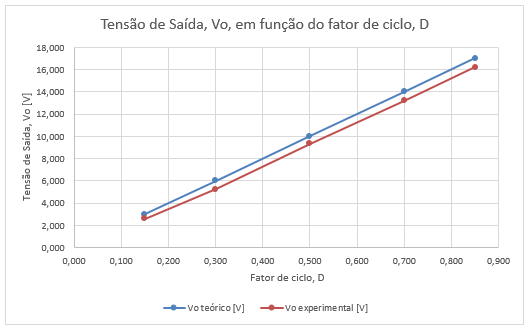 Tensão de Saída, Vo, em função do fator de ciclo, D
18,000
16,000
14,000
12,000
10,000
8,000
6,000
4,000
2,000
0,000
Tensão de Saída, Vo [V]
0,000 0,100 0,200 0,300 0,400 0,500 0,600 0,700 0,800 0,900
Fator de ciclo, D
Vo teórico [V] Vo experimental [V]